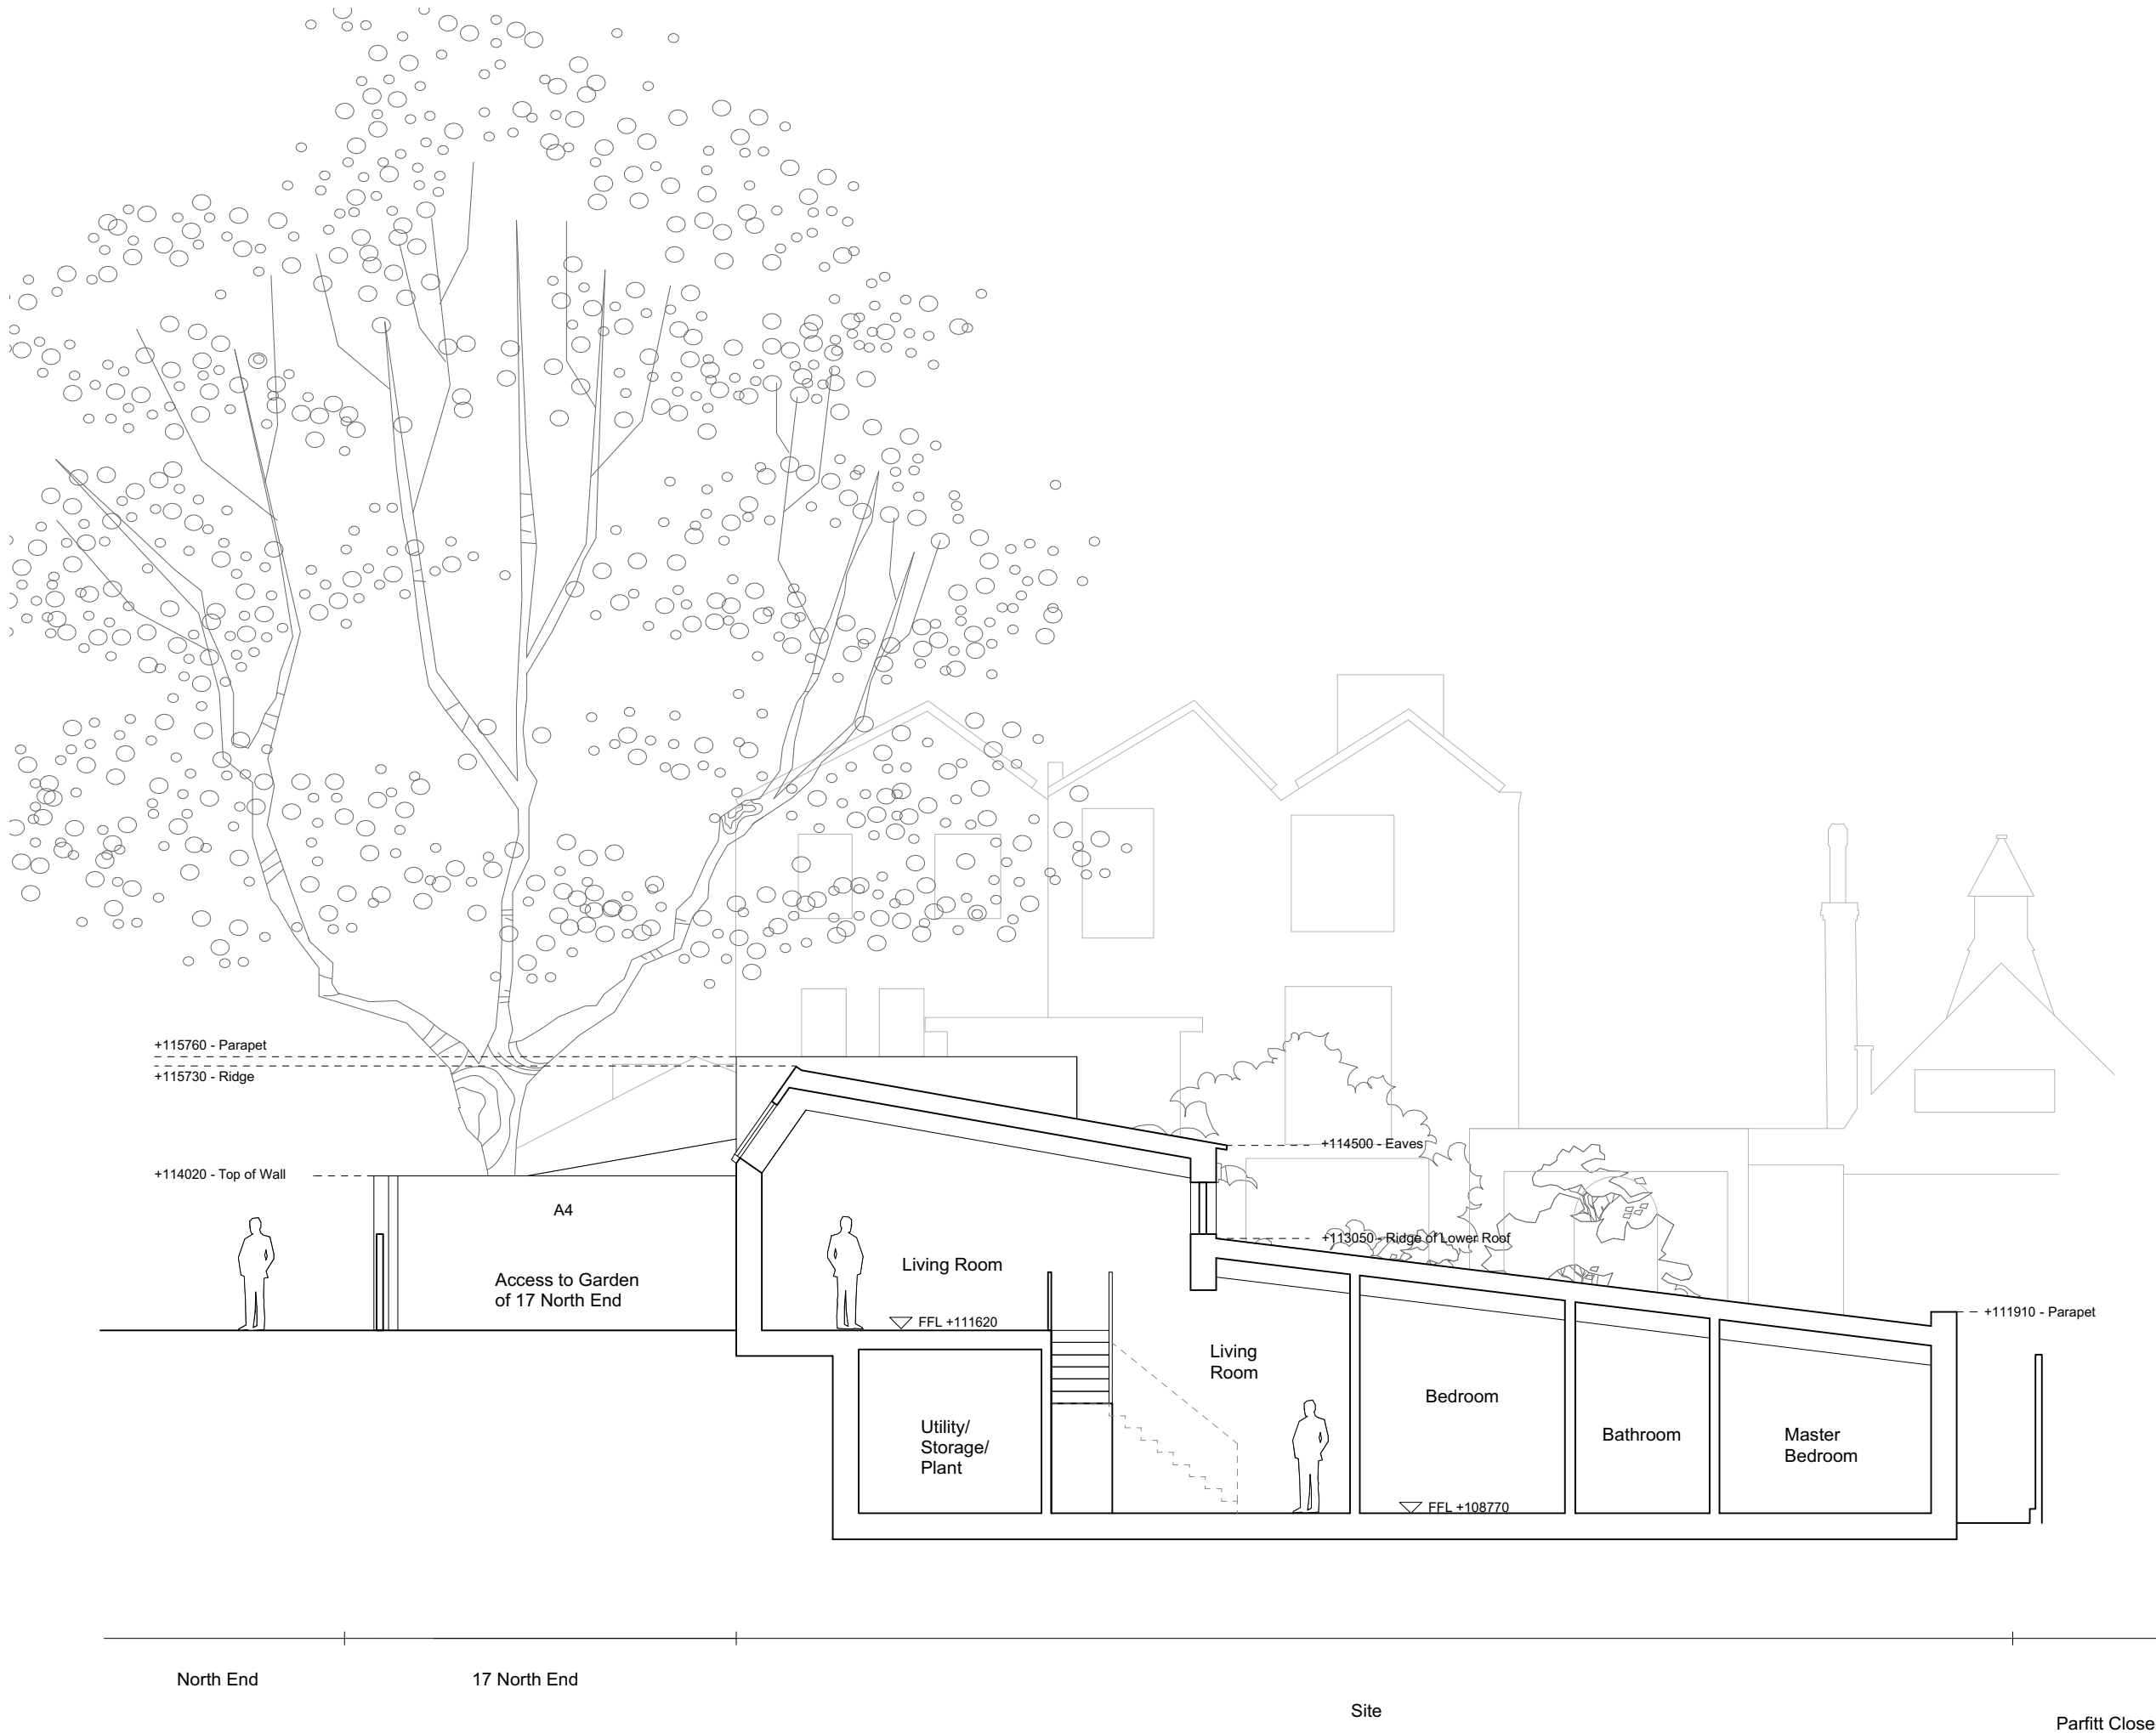 +115760 - Parapet
+115730 - Ridge
+114500 - Eaves
+114020 - Top of Wall
A4
+113050 - Ridge of Lower Roof
Living Room
Access to Garden
of 17 North End
+111910 - Parapet
FFL +111620
Living
Room
Bedroom
Utility/
Storage/
Plant
Bathroom
Master
Bedroom
FFL +108770
North End
17 North End
Site
Parfitt Close